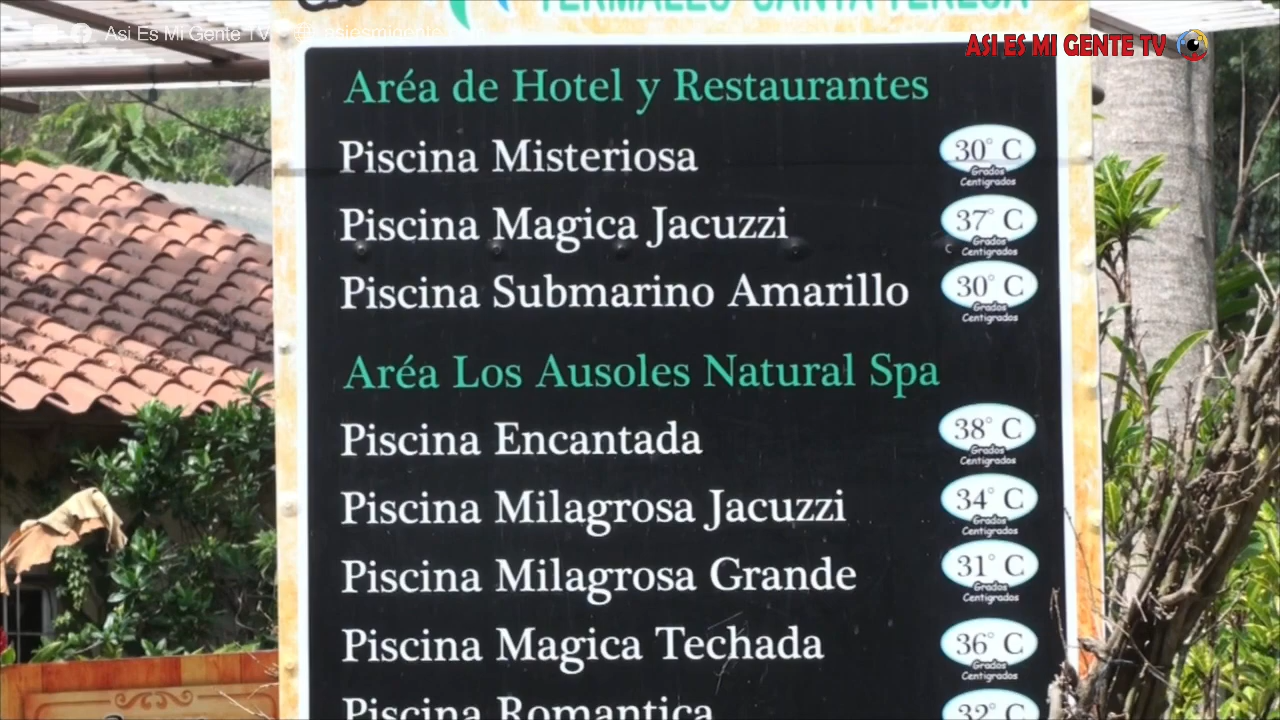 TERMALES SANTA TERESA
Asi Es Mi Gente TV
ASI ES MI GENTE TV
Aréa de Hotel y Restaurantes
Piscina Misteriosa 30° C
Grados
Centigrados
Piscina Magica Jacuzzi 37° C
Grados
Centigrados
Piscina Submarino Amarillo 30° C
Grados
Centigrados
Aréa Los Ausoles Natural Spa
Piscina Encantada 38° C
Grados
Centigrados
Piscina Milagrosa Jacuzzi 34° C
Grados
Centigrados
Piscina Milagrosa Grande 31° C
Grados
Centigrados
Piscina Magica Techada 36° C
Grados
Centigrados
Piscina Romantica 32° C